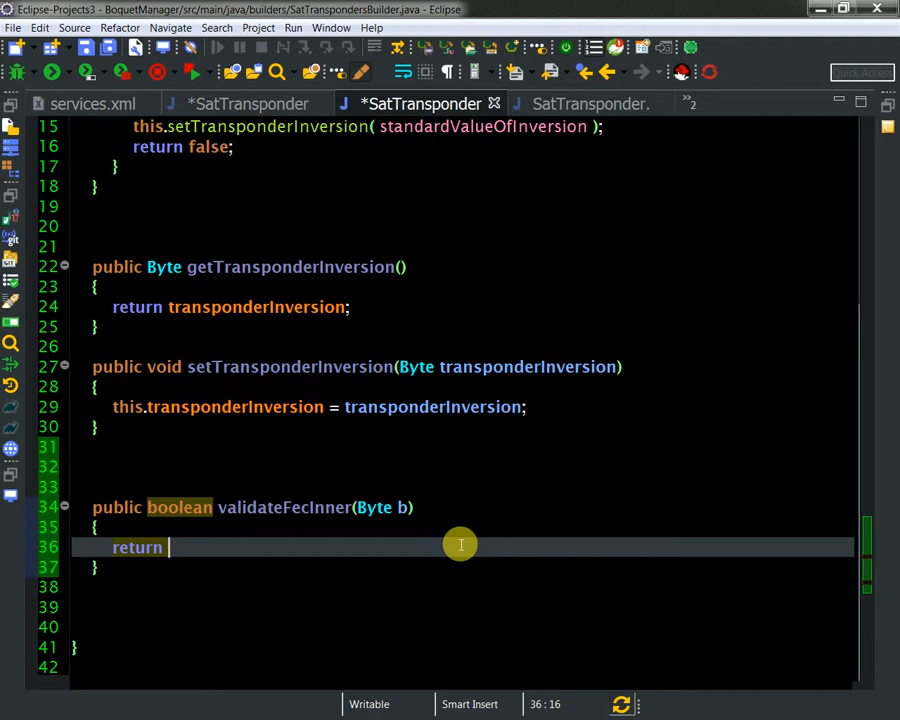 Eclipse-Projects3 - BoquetManager/src/main/java/builders/SatTranspondersBuilder.java - Eclipse
File Edit Source Refactor Navigate Search Project Run Window Help
Quick Access
services.xml *SatTransponder *SatTransponder SatTransponder. »2
15 this.setTransponderInversion( standardValueOfInversion );
16 return false;
17 }
18 }
19
20
21
22 public Byte getTransponderInversion()
23 {
24 return transponderInversion;
25 }
26
27 public void setTransponderInversion(Byte transponderInversion)
28 {
29 this.transponderInversion = transponderInversion;
30 }
31
32
33
34 public boolean validateFecInner(Byte b)
35 {
36 return
37 }
38
39
40
41 }
42
Writable Smart Insert 36 : 16